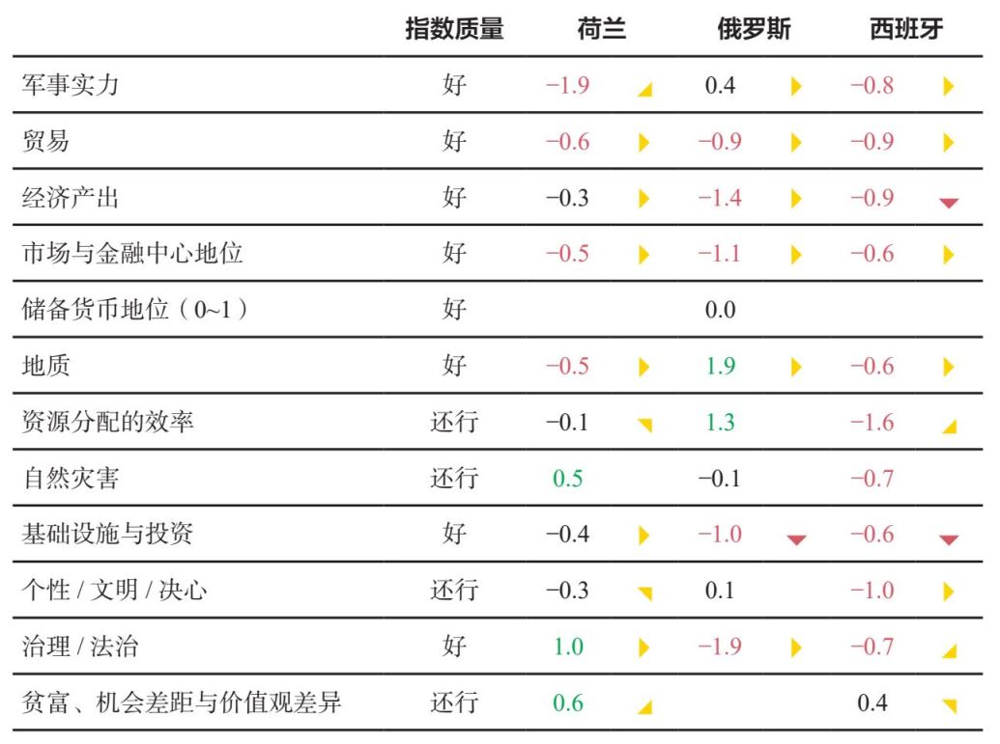 指数质量 荷兰 俄罗斯 西班牙
军事实力 好 −1.9 0.4 −0.8
贸易 好 −0.6 −0.9 −0.9
经济产出 好 −0.3 −1.4 −0.9
市场与金融中心地位 好 −0.5 −1.1 −0.6
储备货币地位（0~1） 好 0.0
地质 好 −0.5 1.9 −0.6
资源分配的效率 还行 −0.1 1.3 −1.6
自然灾害 还行 0.5 −0.1 −0.7
基础设施与投资 好 −0.4 −1.0 −0.6
个性 / 文明 / 决心 还行 −0.3 0.1 −1.0
治理 / 法治 好 1.0 −1.9 −0.7
贫富、机会差距与价值观差异 还行 0.6 0.4